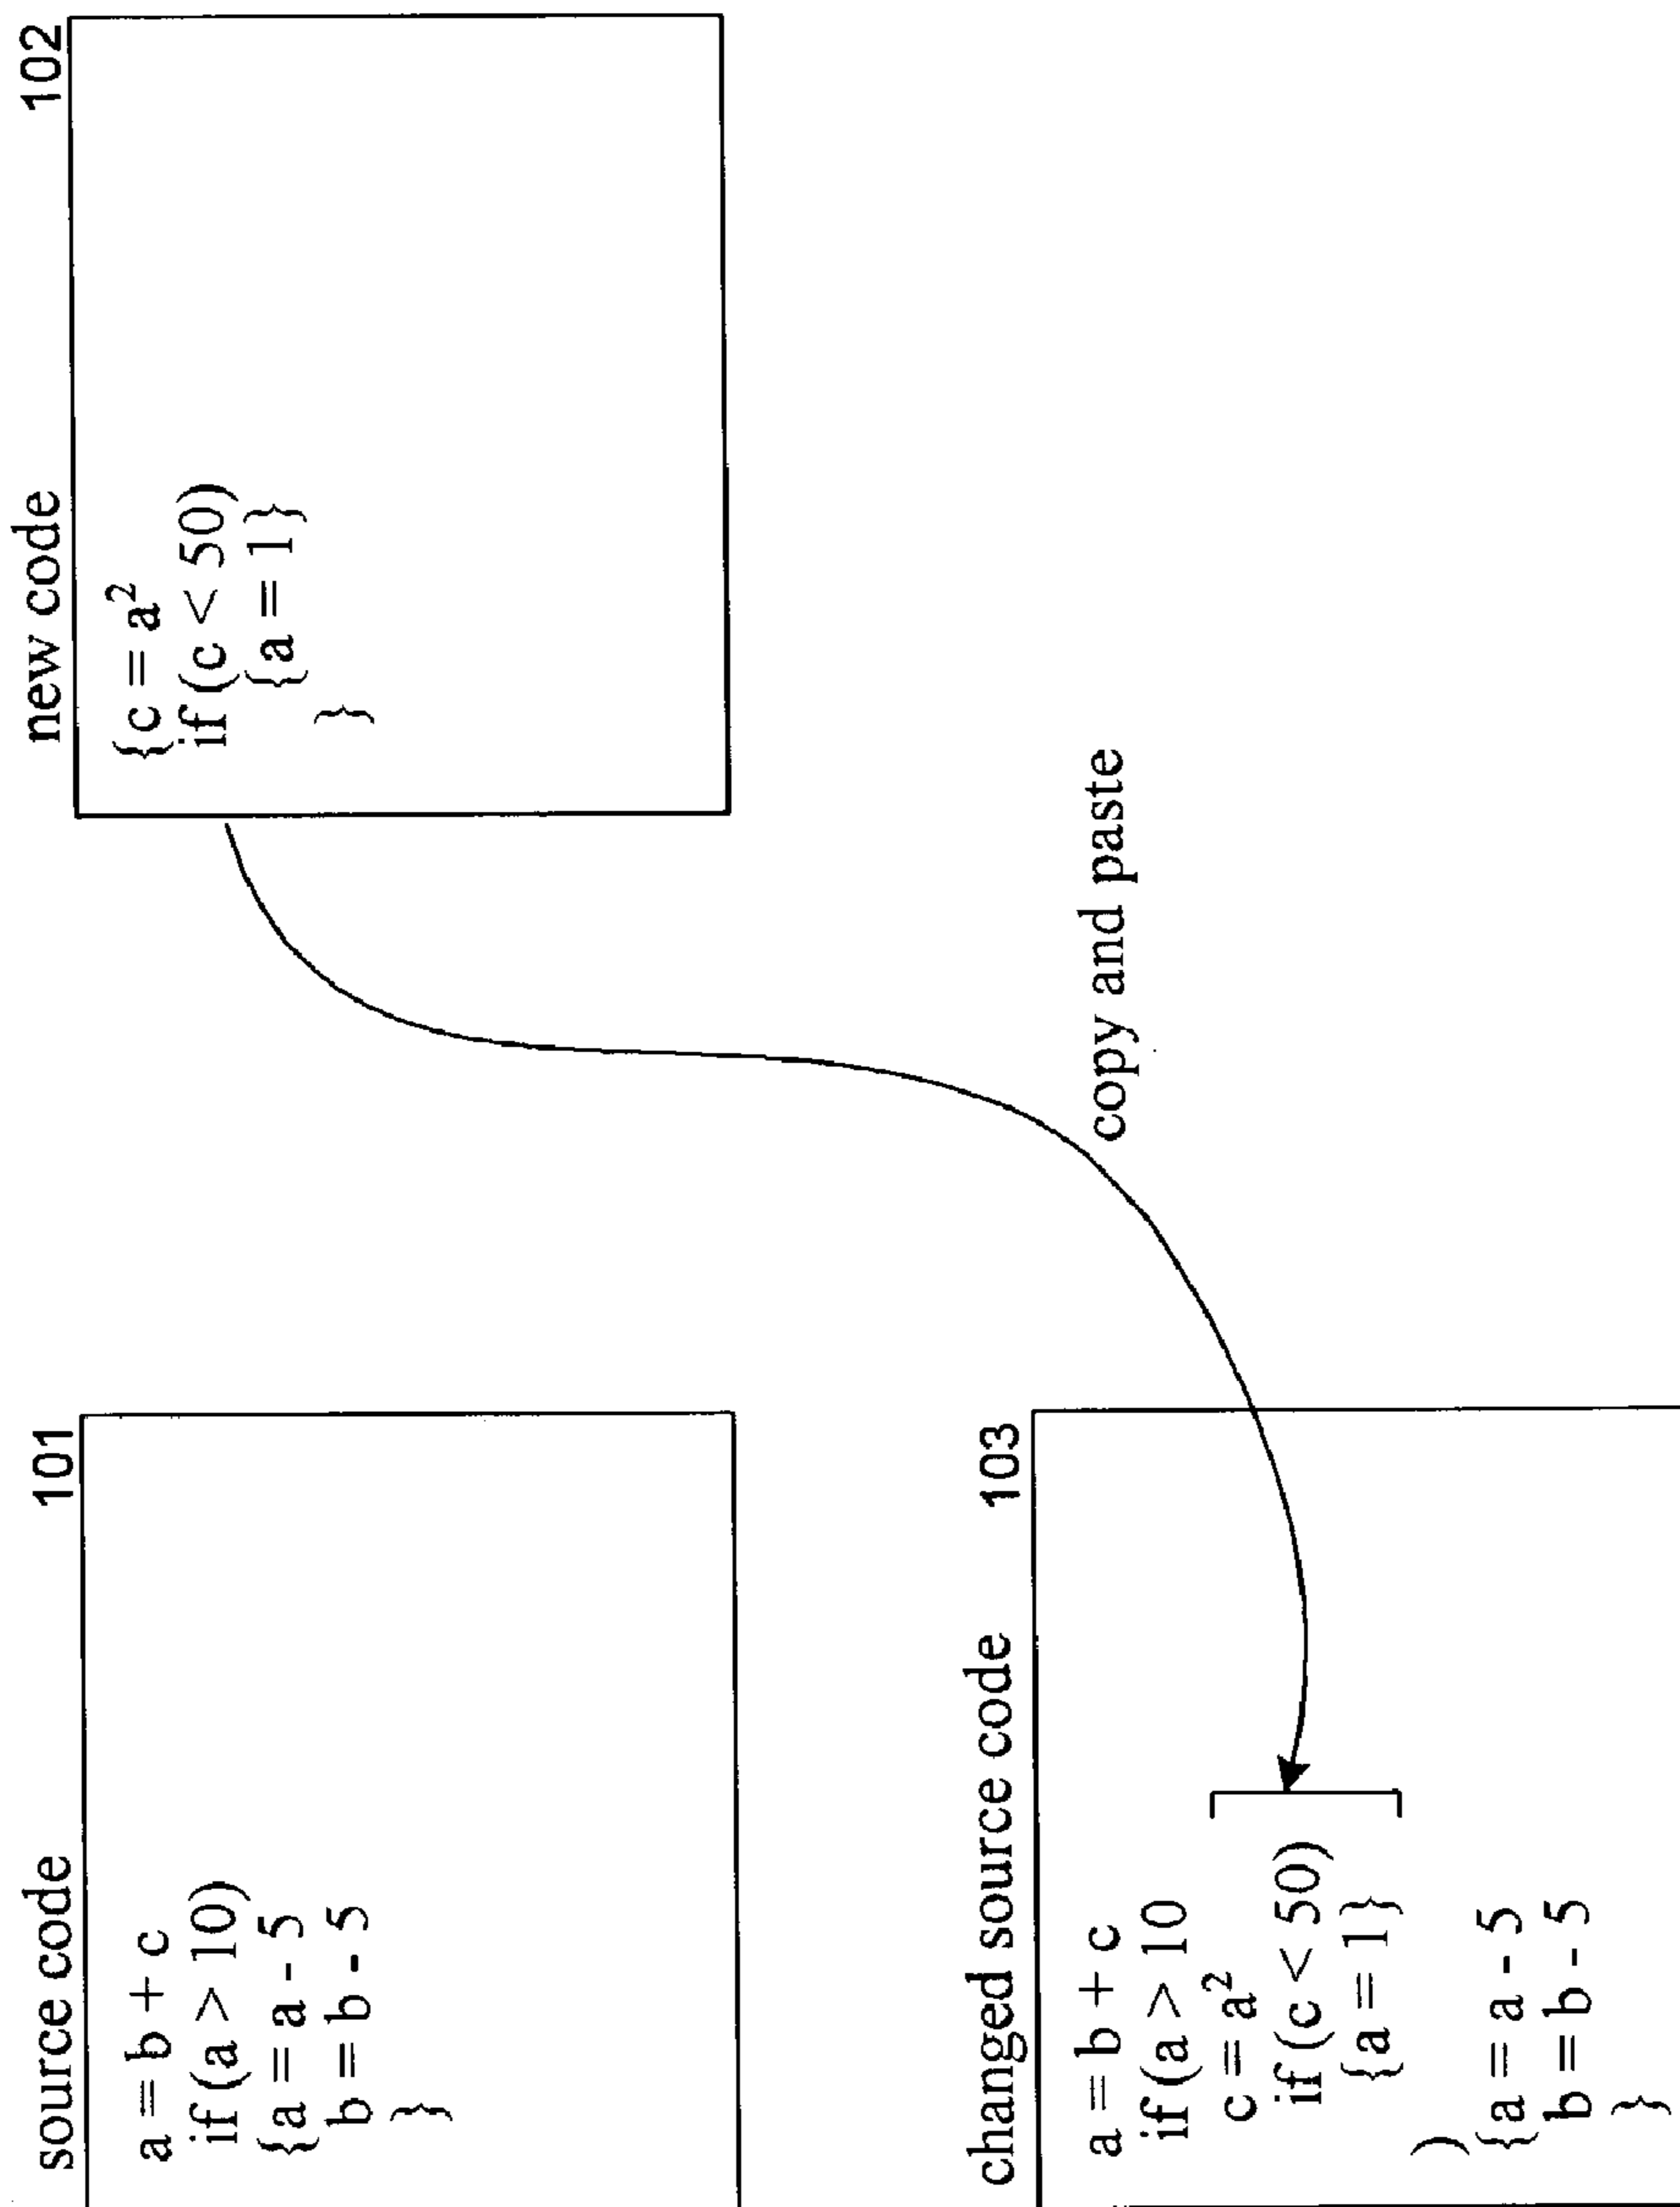 source code 101
a = b + c
if (a > 10)
{a = a - 5
b = b - 5
}
new code 102
{c = a²
if (c < 50)
{a = 1}
}
copy and paste
changed source code 103
a = b + c
if (a > 10
c = a²
if (c < 50)
{a = 1}
)
{a = a - 5
b = b - 5
}